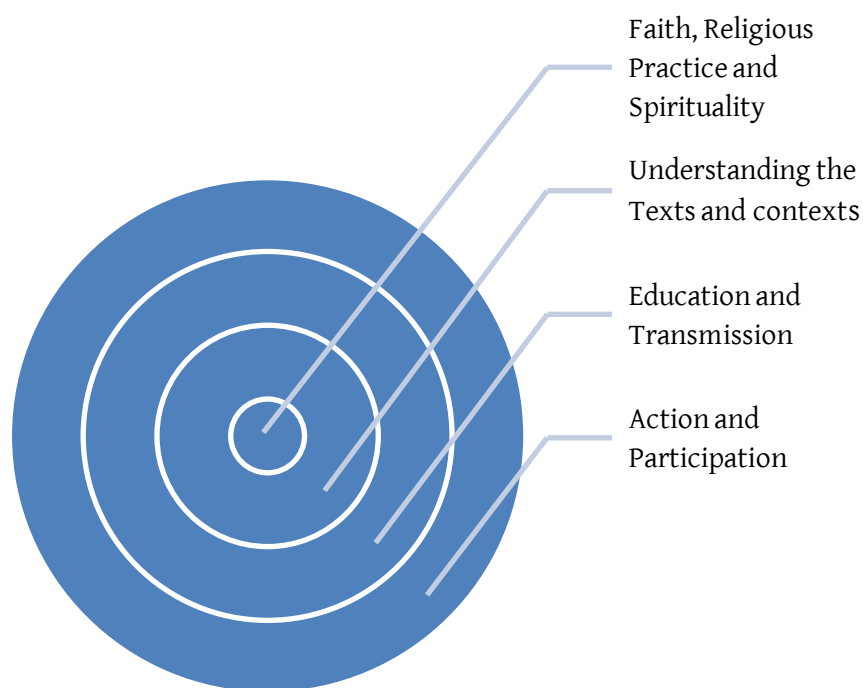 Faith, Religious
Practice and
Spirituality
Understanding the
Texts and contexts
Education and
Transmission
Action and
Participation